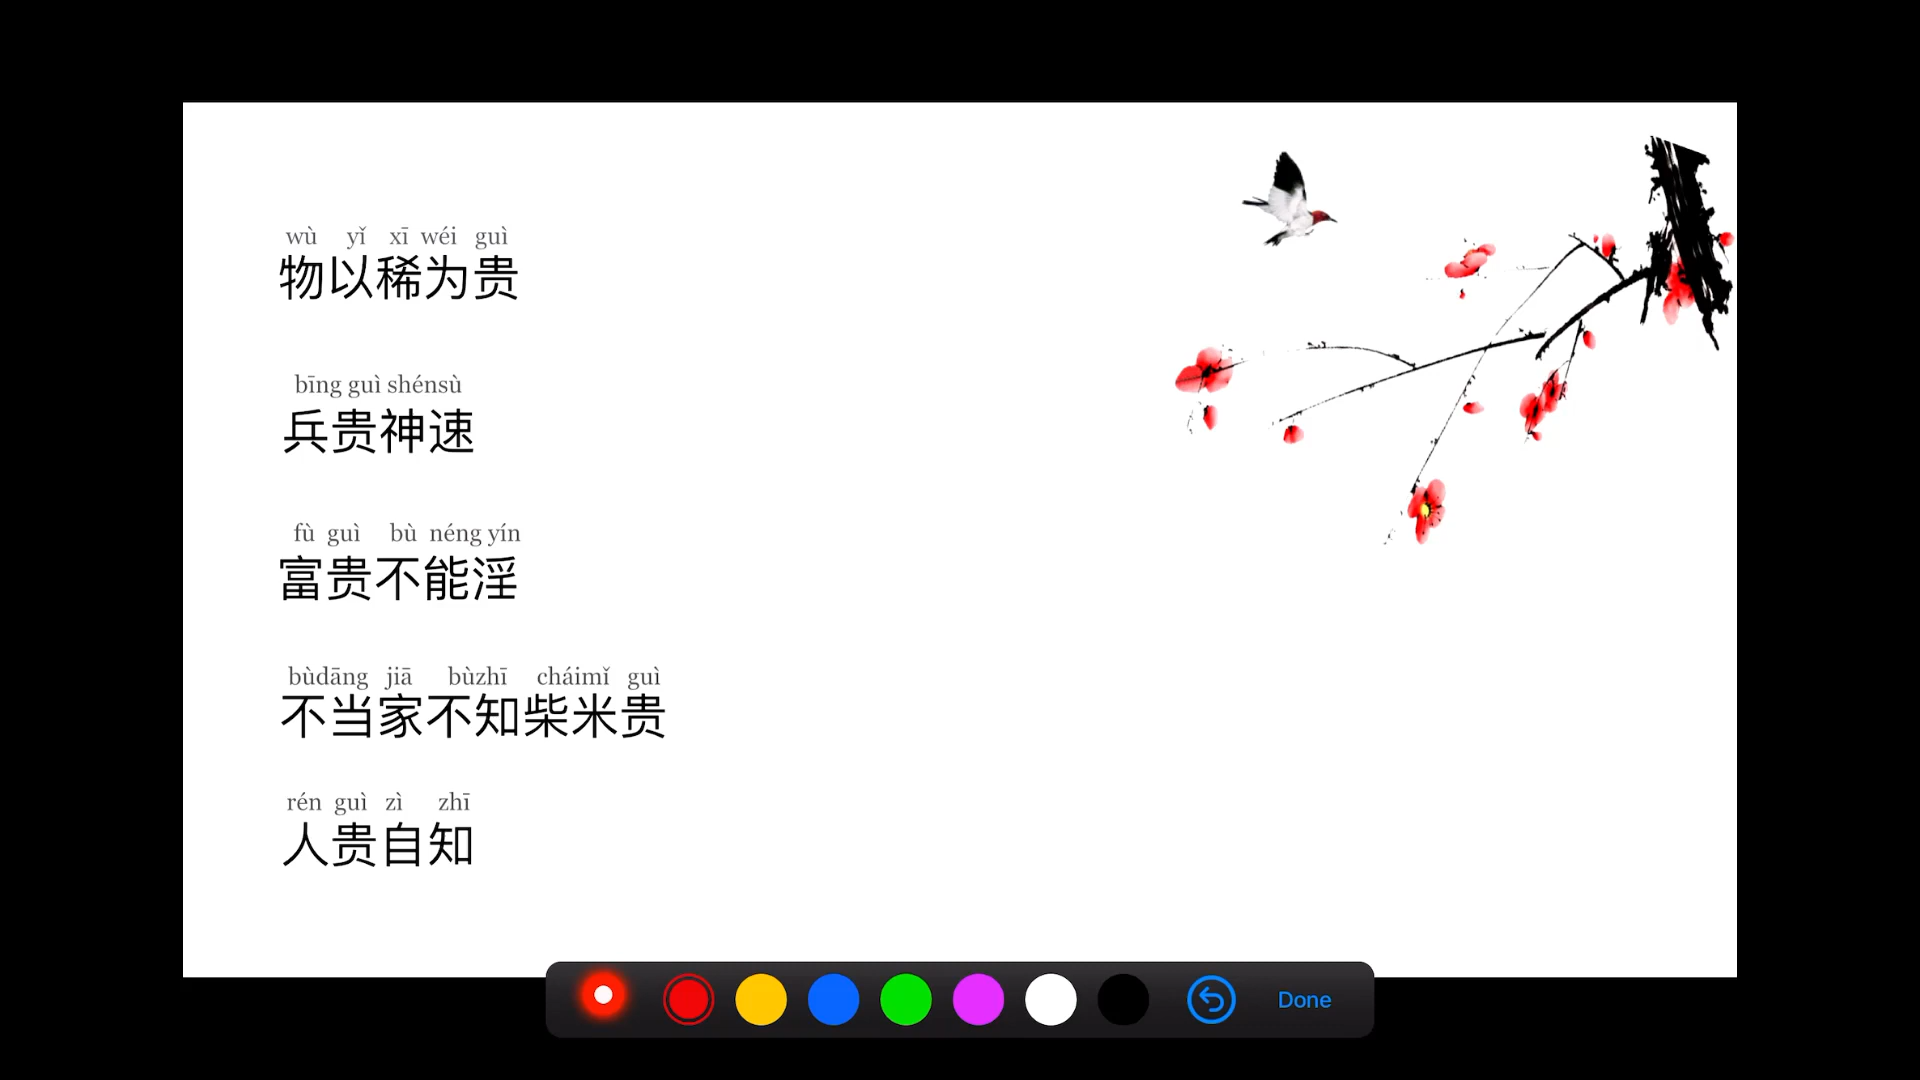 wù yǐ xī wéi guì
物以稀为贵
bīng guì shénsù
兵贵神速
fù guì bù néng yín
富贵不能淫
bùdāng jiā bùzhī cháimǐ guì
不当家不知柴米贵
rén guì zì zhī
人贵自知
Done